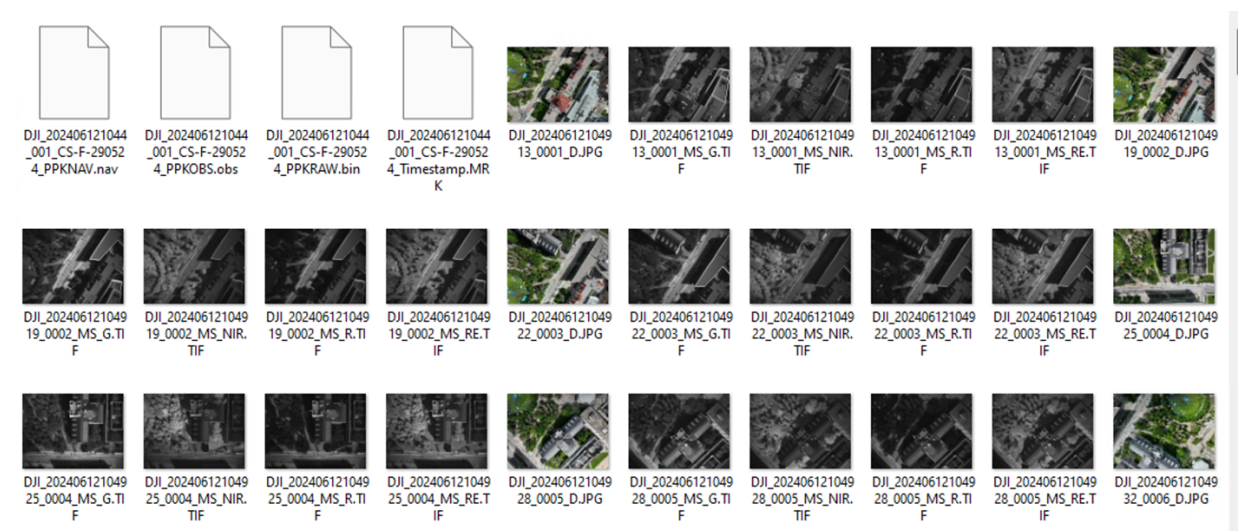 DJI_202406121044
_001_CS-F-29052
4_PPKNAV.nav
DJI_202406121044
_001_CS-F-29052
4_PPKOBS.obs
DJI_202406121044
_001_CS-F-29052
4_PPKRAW.bin
DJI_202406121044
_001_CS-F-29052
4_Timestamp.MR
K
DJI_202406121049
13_0001_D.JPG
DJI_202406121049
13_0001_MS_G.TI
F
DJI_202406121049
13_0001_MS_NIR.
TIF
DJI_202406121049
13_0001_MS_R.TI
F
DJI_202406121049
13_0001_MS_RE.T
IF
DJI_202406121049
19_0002_D.JPG
DJI_202406121049
19_0002_MS_G.TI
F
DJI_202406121049
19_0002_MS_NIR.
TIF
DJI_202406121049
19_0002_MS_R.TI
F
DJI_202406121049
19_0002_MS_RE.T
IF
DJI_202406121049
22_0003_D.JPG
DJI_202406121049
22_0003_MS_G.TI
F
DJI_202406121049
22_0003_MS_NIR.
TIF
DJI_202406121049
22_0003_MS_R.TI
F
DJI_202406121049
22_0003_MS_RE.T
IF
DJI_202406121049
25_0004_D.JPG
DJI_202406121049
25_0004_MS_G.TI
F
DJI_202406121049
25_0004_MS_NIR.
TIF
DJI_202406121049
25_0004_MS_R.TI
F
DJI_202406121049
25_0004_MS_RE.T
IF
DJI_202406121049
28_0005_D.JPG
DJI_202406121049
28_0005_MS_G.TI
F
DJI_202406121049
28_0005_MS_NIR.
TIF
DJI_202406121049
28_0005_MS_R.TI
F
DJI_202406121049
28_0005_MS_RE.T
IF
DJI_202406121049
32_0006_D.JPG